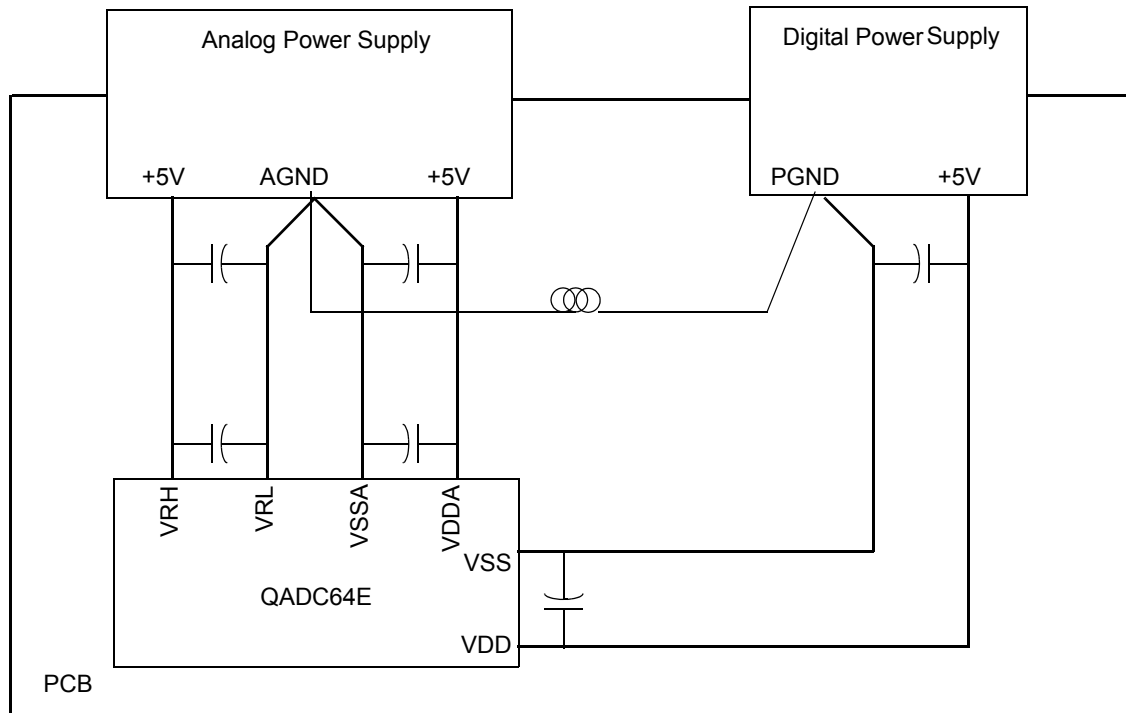 Analog Power Supply
Digital Power Supply
+5V
AGND
+5V
PGND
+5V
VRH
VRL
VSSA
VDDA
VSS
QADC64E
VDD
PCB